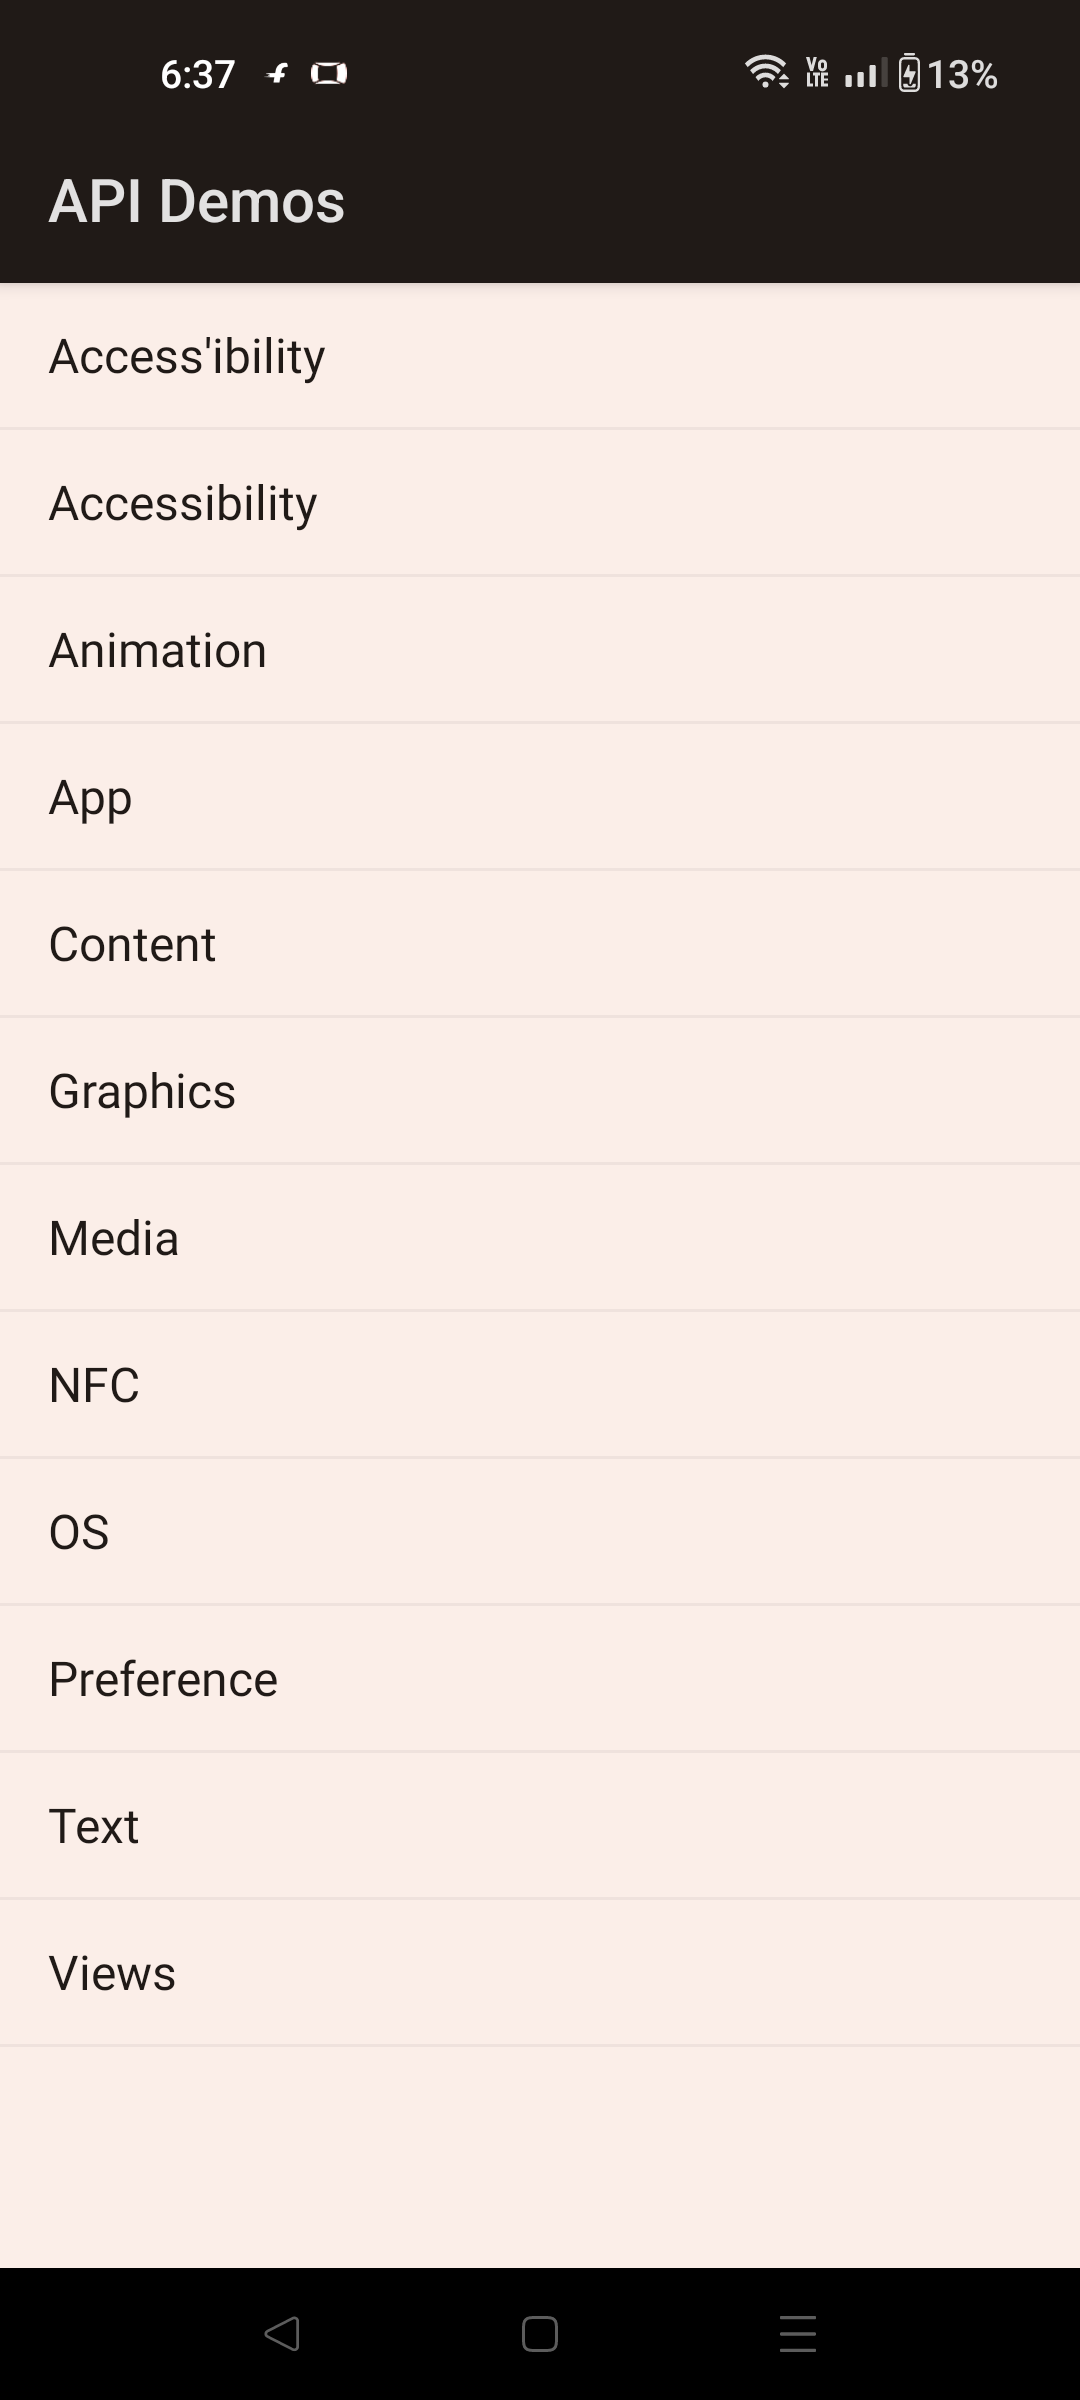 6:37 Vo LTE 13%
API Demos
Access'ibility
Accessibility
Animation
App
Content
Graphics
Media
NFC
OS
Preference
Text
Views